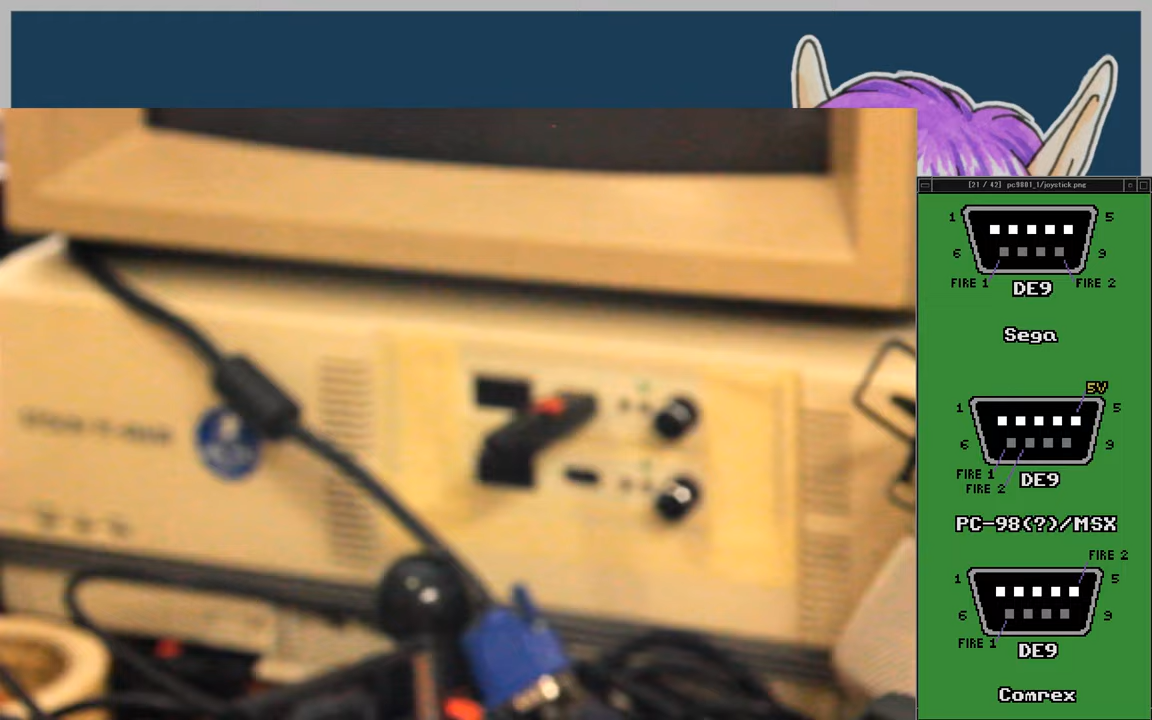 [21 / 42] pc9801_1/joystick.png
1 5
6 9
FIRE 1 FIRE 2
DE9
Sega
5V
1 5
6 9
FIRE 1
FIRE 2
DE9
PC-98(?)/MSX
FIRE 2
1 5
6 9
FIRE 1
DE9
Comrex